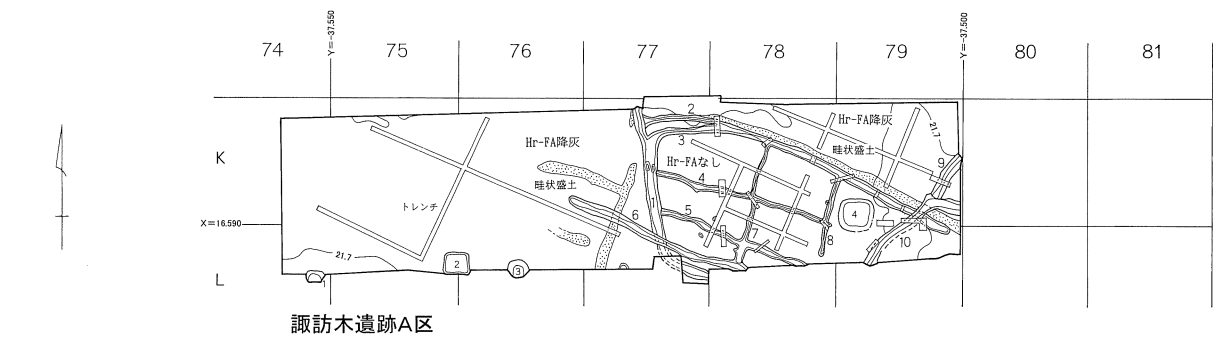 74
Y=-37.550
75
76
77
78
79
Y=-37.500
80
81
K
L
X=16.590
Hr-FA降灰
畦状盛土
トレンチ
21.7
2
3
Hr-FAなし
4
1
5
6
7
8
Hr-FA降灰
畦状盛土
21.7
9
4
10
1
2
3
諏訪木遺跡A区